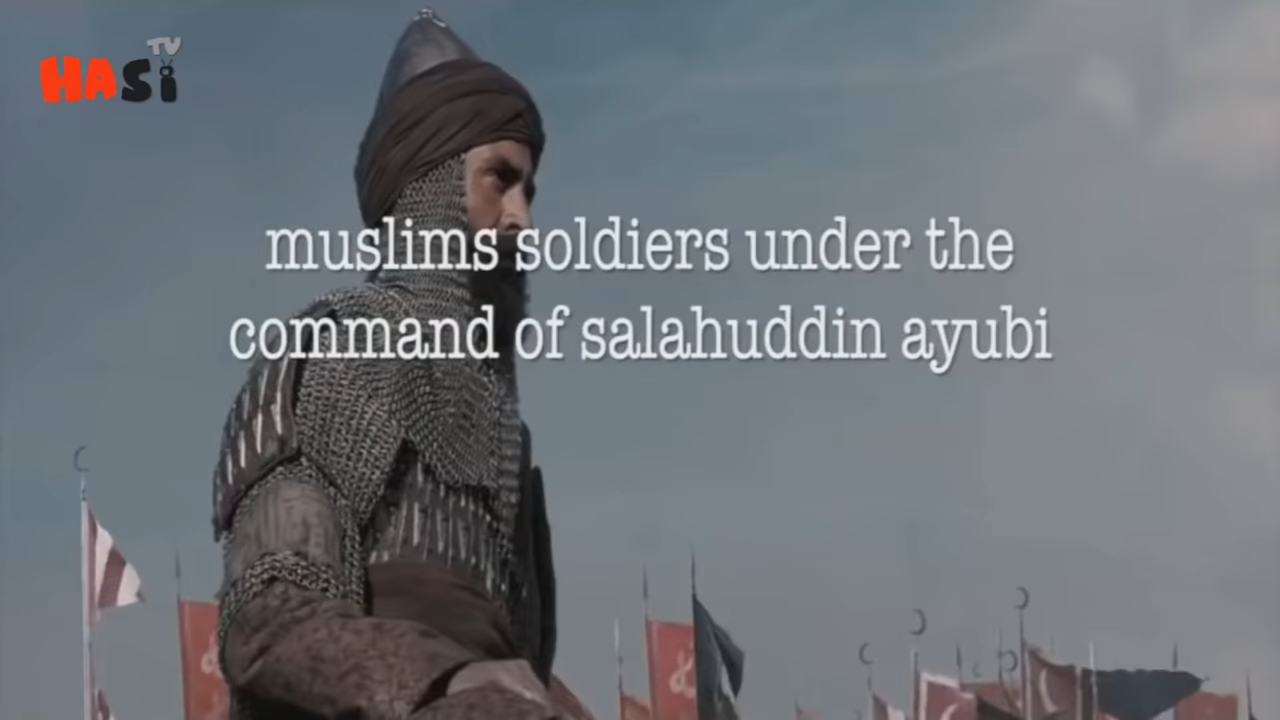 HASI TV
muslims soldiers under the
command of salahuddin ayubi